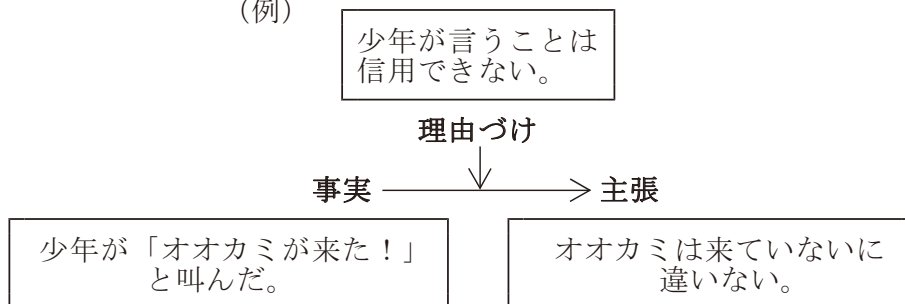 (例)
少年が言うことは
信用できない。
理由づけ
事実
主張
少年が「オオカミが来た!」
と叫んだ。
オオカミは来ていないに
違いない。